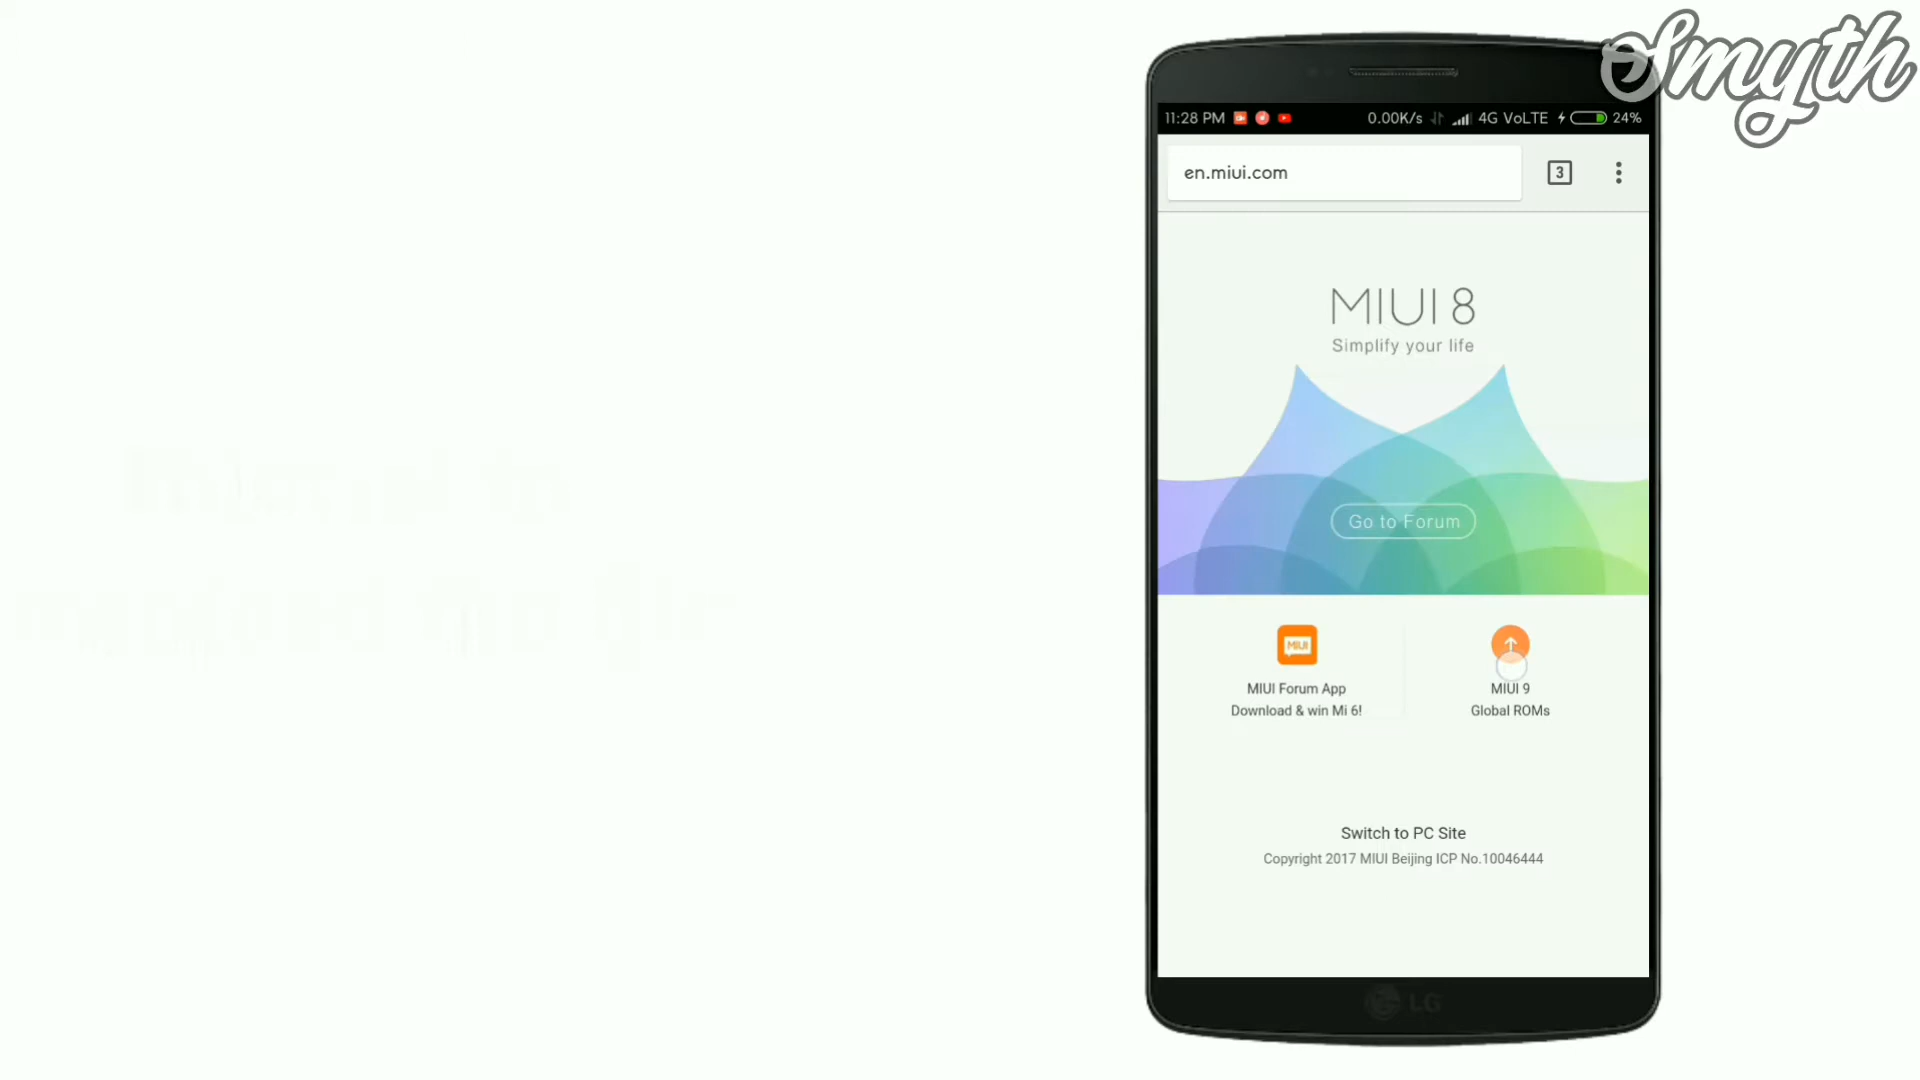 Smyth
11:28 PM 0.00K/s 4G VoLTE 24%
en.miui.com
3
MIUI 8
Simplify your life
Go to Forum
MIUI
MIUI Forum App
Download & win Mi 6!
MIUI 9
Global ROMs
Switch to PC Site
Copyright 2017 MIUI Beijing ICP No.10046444
LG